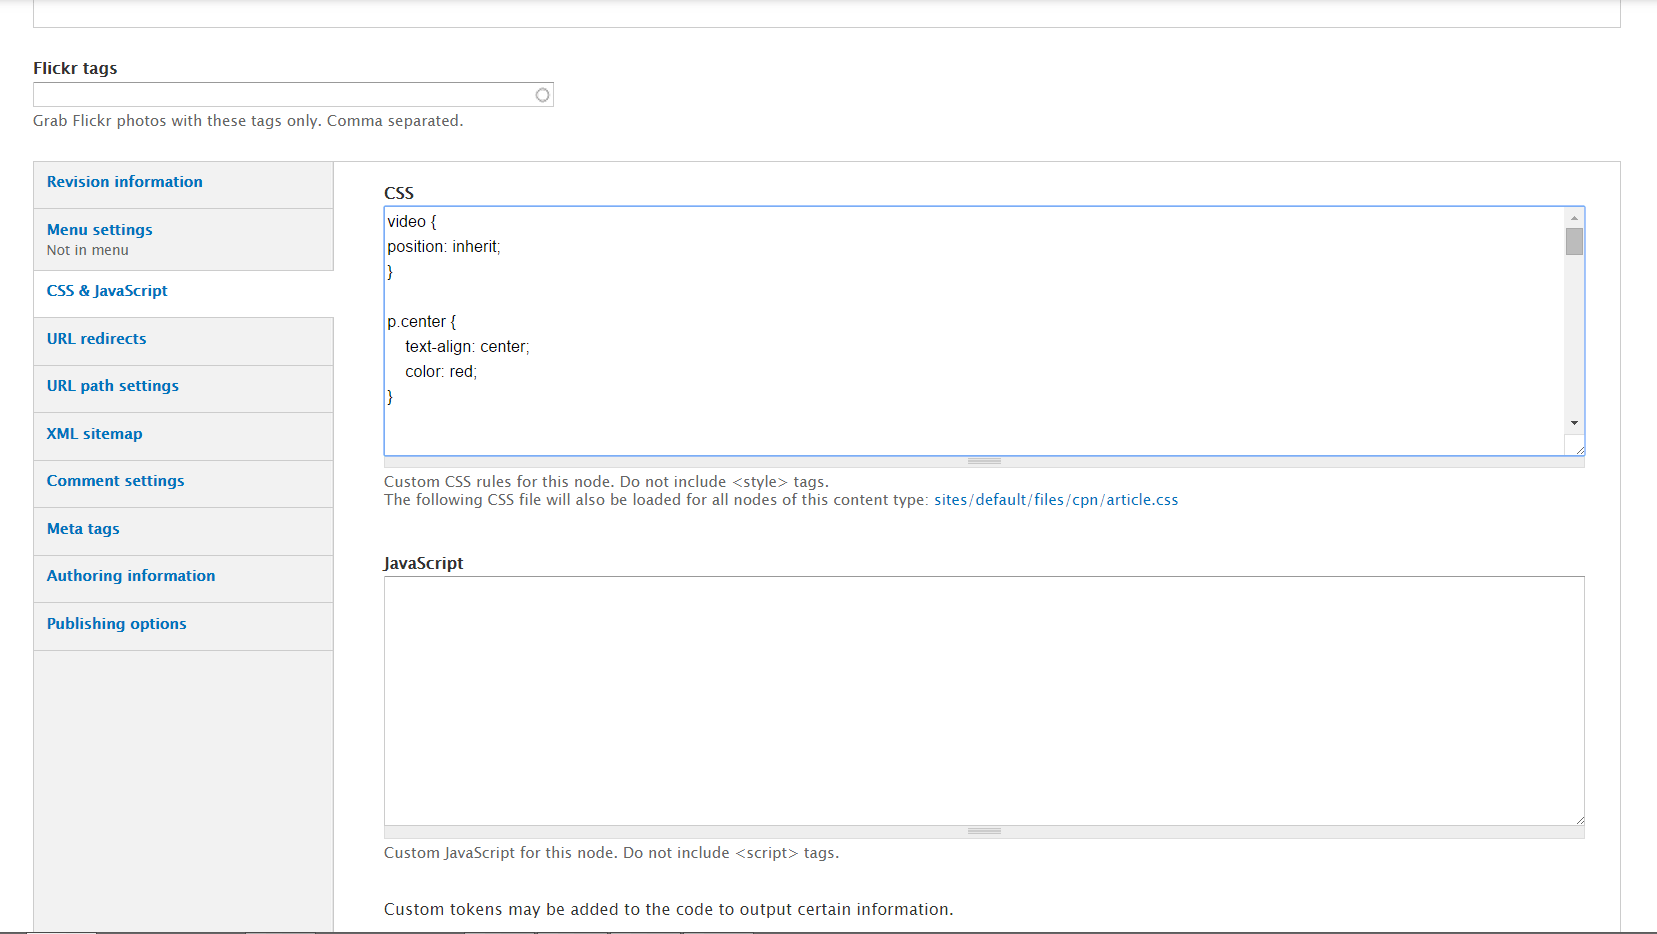 Flickr tags
Grab Flickr photos with these tags only. Comma separated.
Revision information
Menu settings
Not in menu
CSS & JavaScript
URL redirects
URL path settings
XML sitemap
Comment settings
Meta tags
Authoring information
Publishing options
CSS
video {
position: inherit;
}
p.center {
    text-align: center;
    color: red;
}
Custom CSS rules for this node. Do not include <style> tags.
The following CSS file will also be loaded for all nodes of this content type: sites/default/files/cpn/article.css
JavaScript
Custom JavaScript for this node. Do not include <script> tags.
Custom tokens may be added to the code to output certain information.